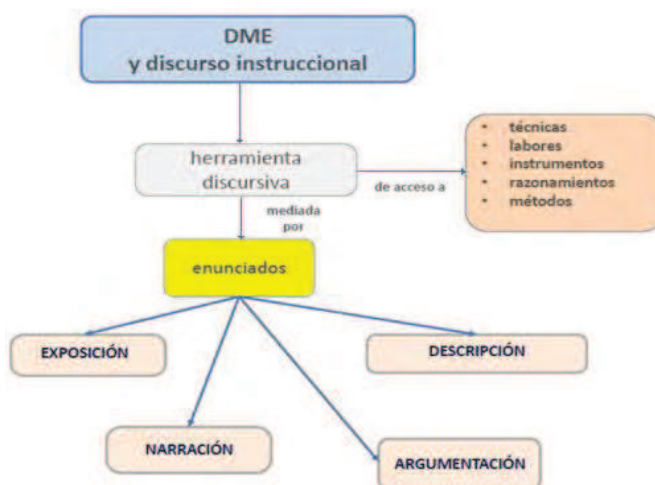 DME
y discurso instruccional
herramienta
discursiva
de acceso a
• técnicas
• labores
• instrumentos
• razonamientos
• métodos
mediada
por
enunciados
EXPOSICIÓN
DESCRIPCIÓN
NARRACIÓN
ARGUMENTACIÓN